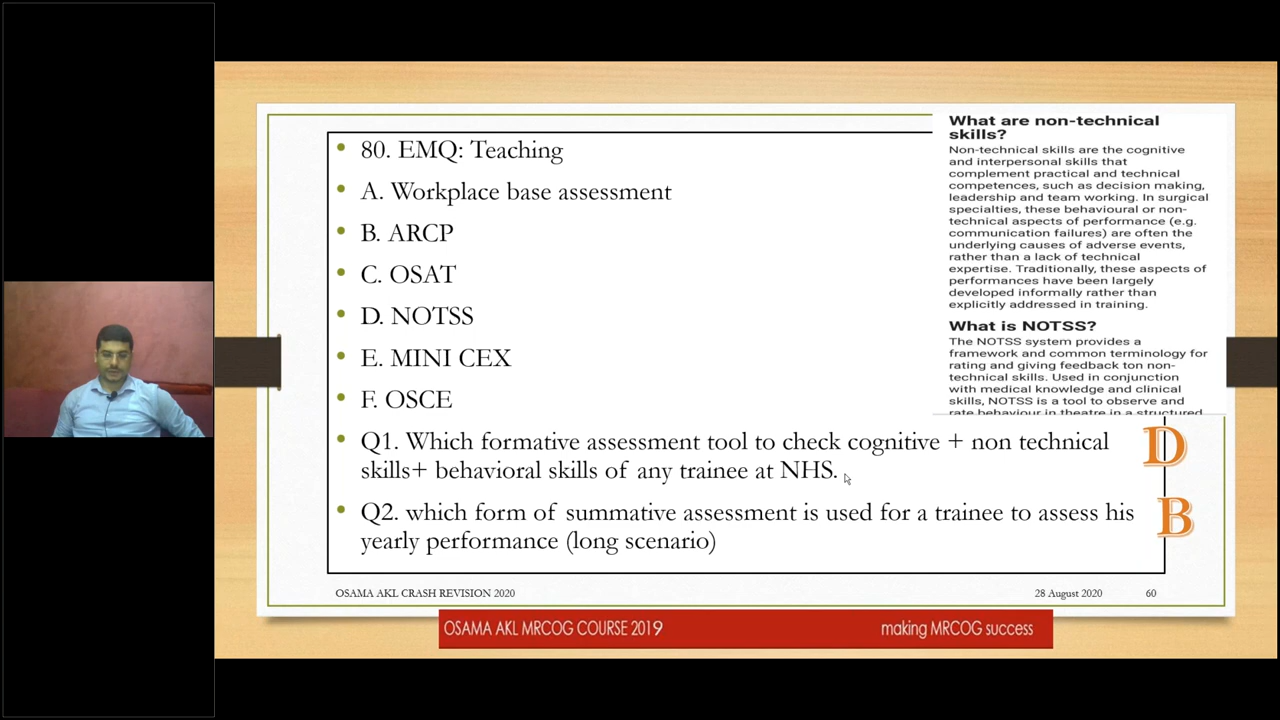 80. EMQ: Teaching
A. Workplace base assessment
B. ARCP
C. OSAT
D. NOTSS
E. MINI CEX
F. OSCE
Q1. Which formative assessment tool to check cognitive + non technical
skills+ behavioral skills of any trainee at NHS.
D
Q2. which form of summative assessment is used for a trainee to assess his
yearly performance (long scenario)
B
What are non-technical
skills?
Non-technical skills are the cognitive
and interpersonal skills that
complement practical and technical
competences, such as decision making,
leadership and team working. In surgical
specialties, these behavioural or non-
technical aspects of performance (e.g.
communication failures) are often the
underlying causes of adverse events,
rather than a lack of technical
expertise. Traditionally, these aspects of
performances have been largely
developed informally rather than
explicitly addressed in training.
What is NOTSS?
The NOTSS system provides a
framework and common terminology for
rating and giving feedback ton non-
technical skills. Used in conjunction
with medical knowledge and clinical
skills, NOTSS is a tool to observe and
rate behaviour in theatre in a structured
OSAMA AKL CRASH REVISION 2020
28 August 2020
60
OSAMA AKL MRCOG COURSE 2019
making MRCOG success